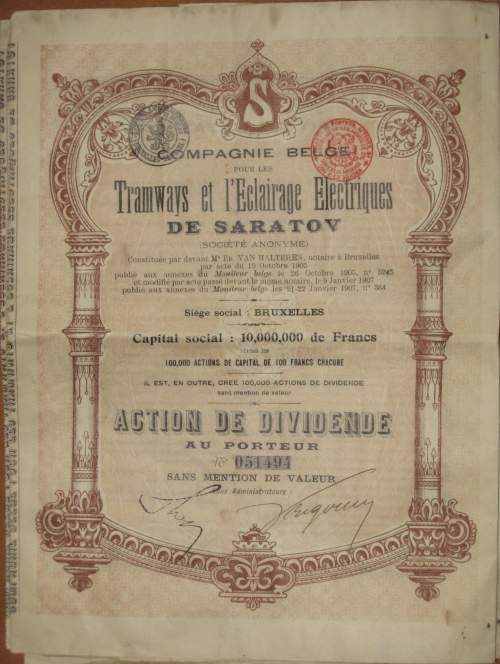 S
COMPAGNIE BELGE
POUR LES
Tramways et l'Eclairage Electriques
DE SARATOV
(SOCIÉTÉ ANONYME)
Constituée par devant Me ED. VAN HALTEREN, notaire à Bruxelles
par acte du 19 Octobre 1905
publié aux annexes du Moniteur belge le 26 Octobre 1905, n° 5245
et modifié par acte passé devant le même notaire, le 9 Janvier 1907
publié aux annexes du Moniteur belge les 21-22 Janvier 1907, n° 364
Siége social : BRUXELLES
Capital social : 10,000,000 de Francs
DIVISÉ EN
100,000 ACTIONS DE CAPITAL DE 100 FRANCS CHACUNE
IL EST, EN OUTRE, CRÉÉ 100,000 ACTIONS DE DIVIDENDE
sans mention de valeur
ACTION DE DIVIDENDE
AU PORTEUR
No 051494
SANS MENTION DE VALEUR
Deux Administrateurs :